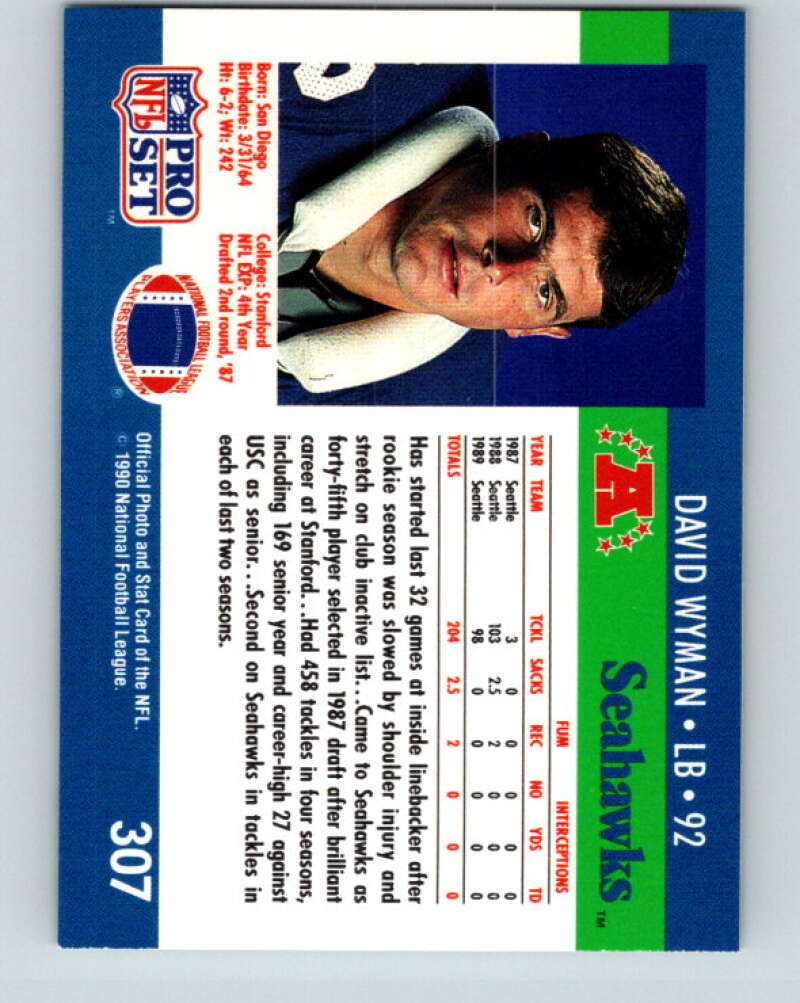 DAVID WYMAN • LB • 92
A
Seahawks™
FUM INTERCEPTIONS
YEAR TEAM TCKL SACKS REC NO YDS TD
1987 Seattle 3 0 0 0 0 0
1988 Seattle 103 2.5 2 0 0 0
1989 Seattle 98 0 0 0 0 0
TOTALS 204 2.5 2 0 0 0
Has started last 32 games at inside linebacker after
rookie season was slowed by shoulder injury and
stretch on club inactive list...Came to Seahawks as
forty-fifth player selected in 1987 draft after brilliant
career at Stanford...Had 458 tackles in four seasons,
including 169 senior year and career-high 27 against
USC as senior...Second on Seahawks in tackles in
each of last two seasons.
Born: San Diego
Birthdate: 3/31/64
Ht: 6-2; Wt: 242
College: Stanford
NFL EXP: 4th Year
Drafted 2nd round, '87
NFL
PRO
SET
™
NATIONAL FOOTBALL LEAGUE
PLAYERS ASSOCIATION
®
Official Photo and Stat Card of the NFL.
© 1990 National Football League.
307